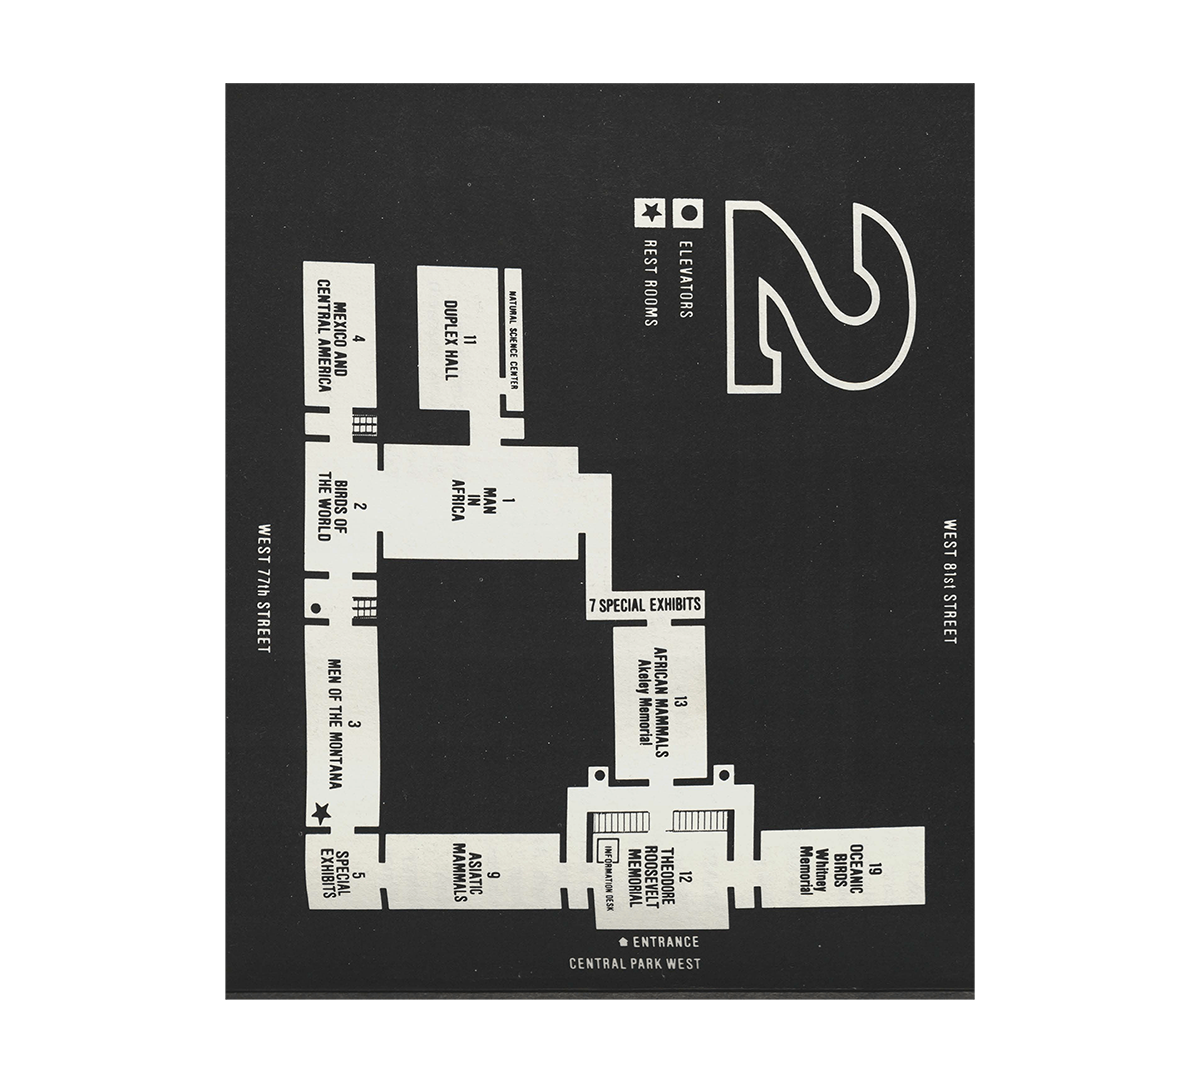 2
ELEVATORS
REST ROOMS
WEST 81st STREET
WEST 77th STREET
4
MEXICO AND
CENTRAL AMERICA
11
DUPLEX HALL
NATURAL SCIENCE CENTER
2
BIRDS OF
THE WORLD
1
MAN
IN
AFRICA
7 SPECIAL EXHIBITS
13
AFRICAN MAMMALS
Akeley Memorial
3
MEN OF THE MONTANA
5
SPECIAL
EXHIBITS
9
ASIATIC
MAMMALS
12
THEODORE
ROOSEVELT
MEMORIAL
INFORMATION DESK
19
OCEANIC
BIRDS
Whitney
Memorial
ENTRANCE
CENTRAL PARK WEST